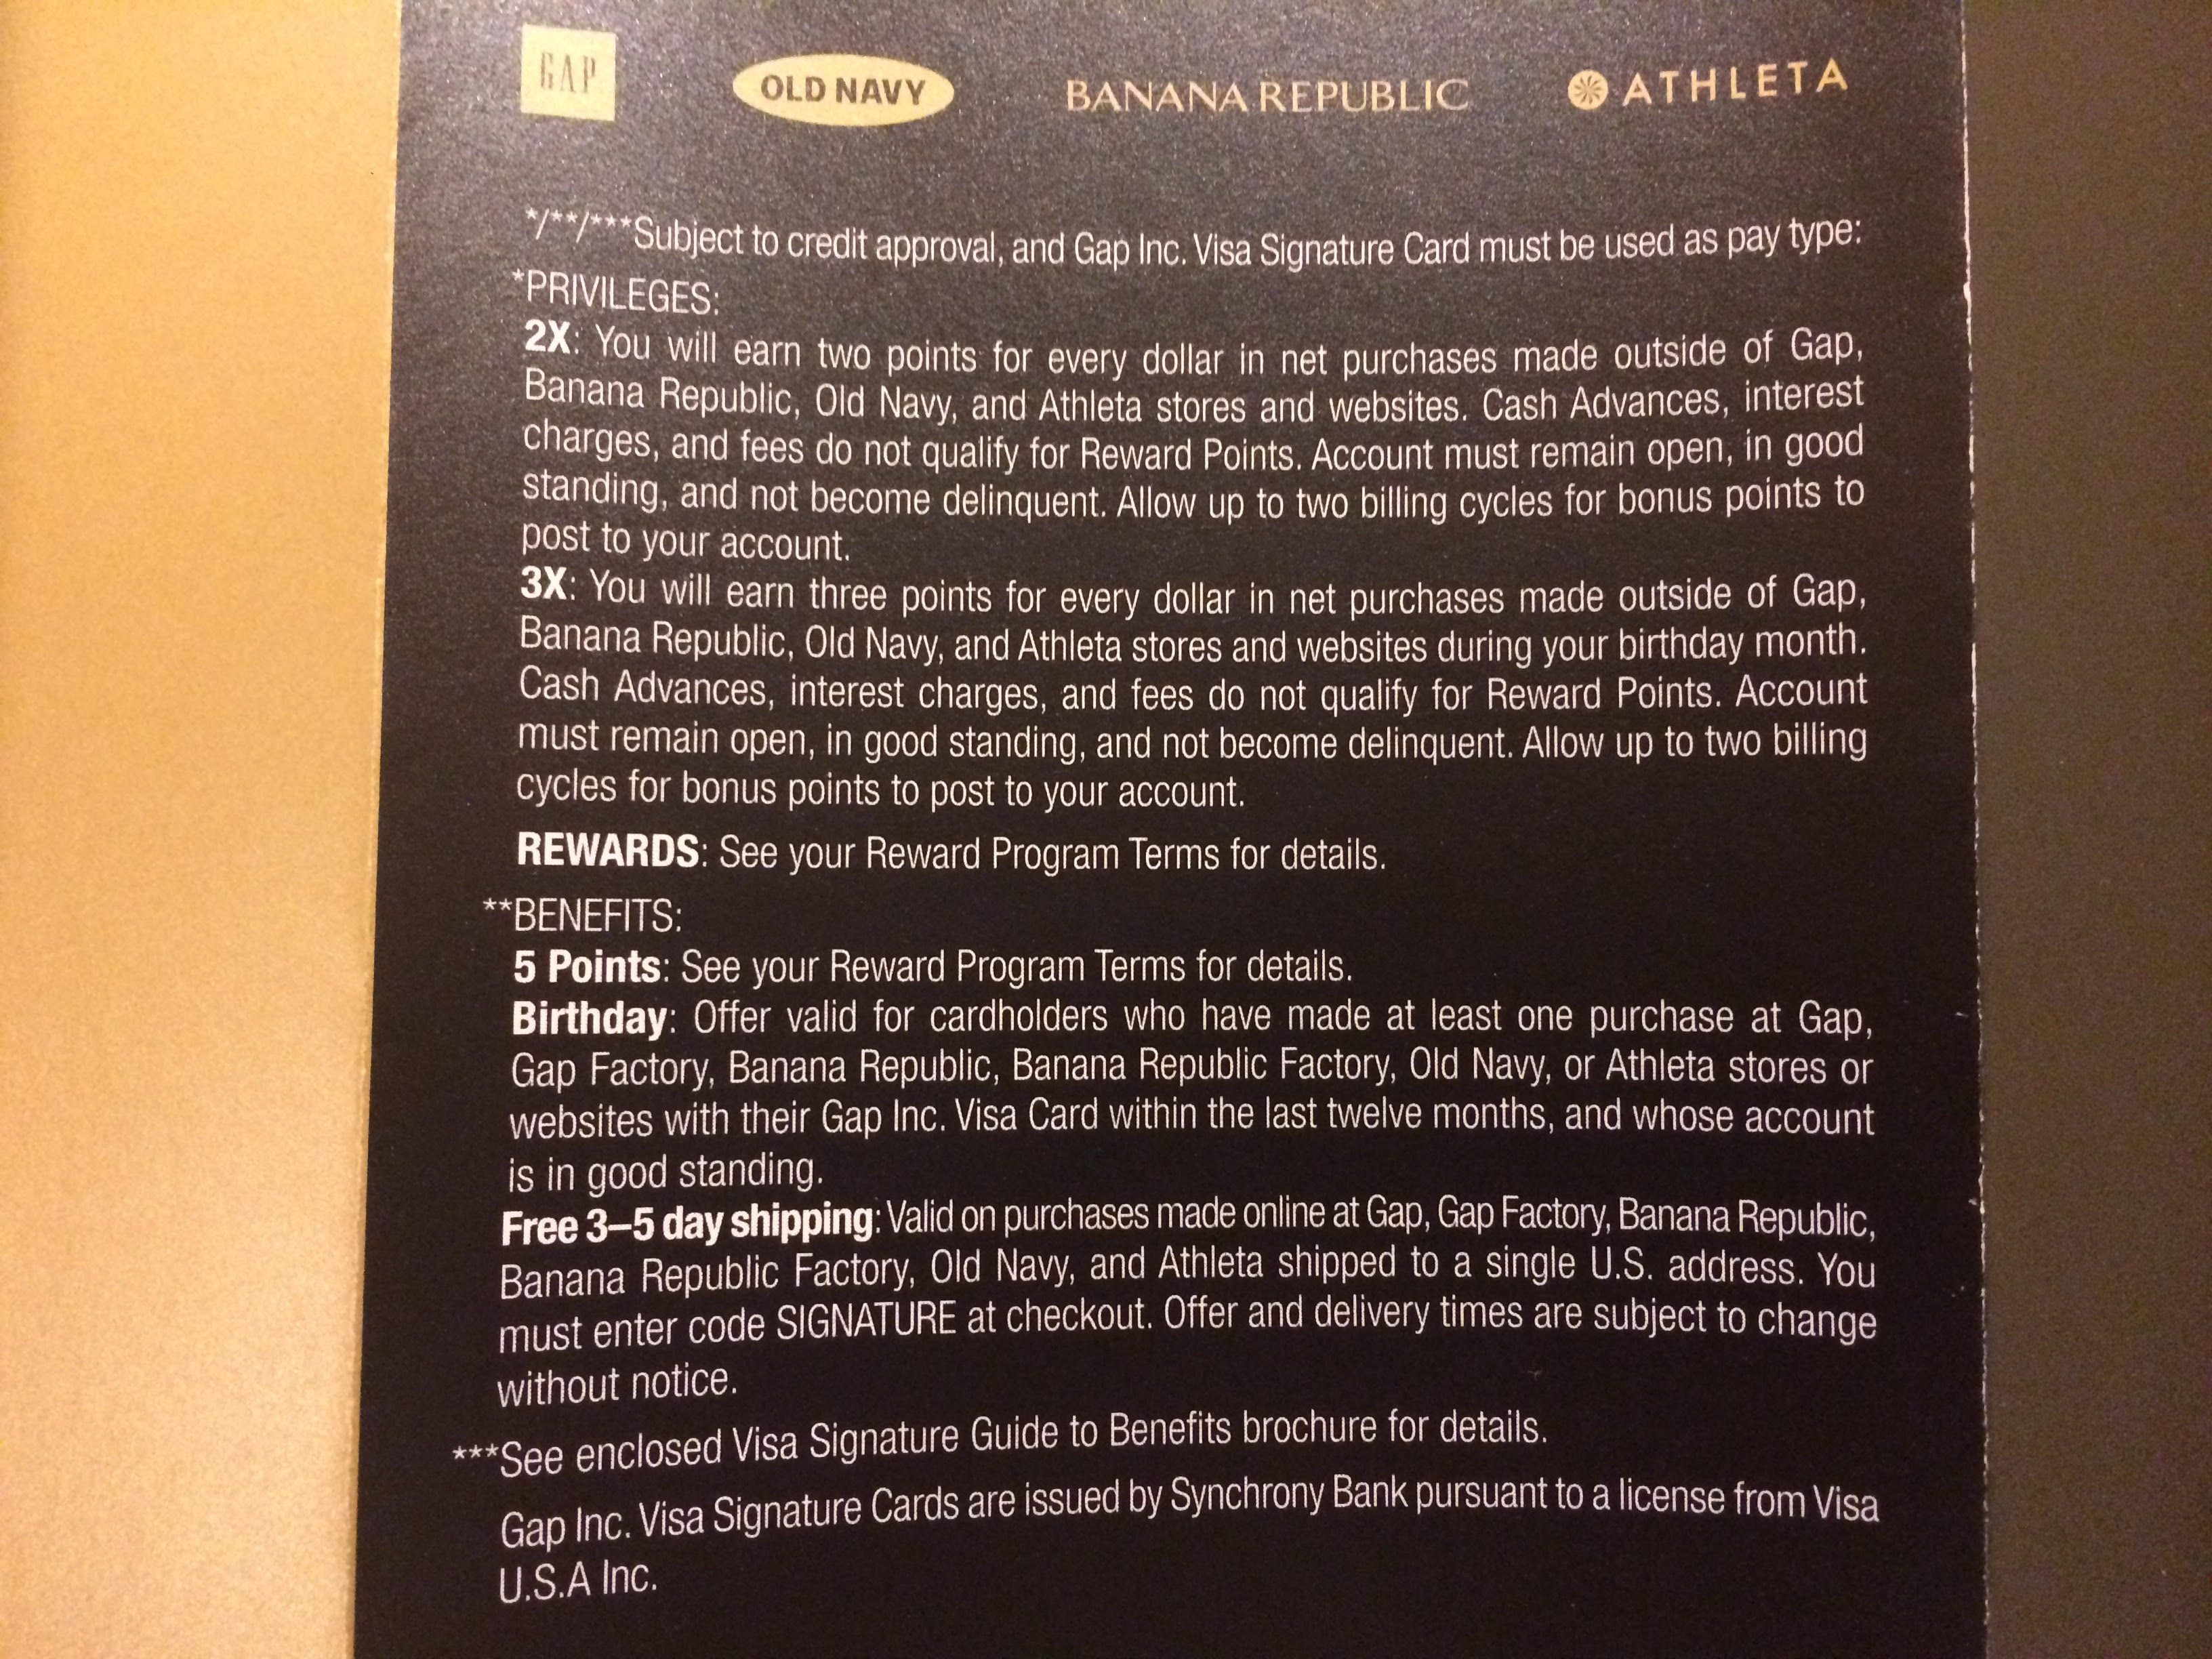 GAP OLD NAVY BANANA REPUBLIC ATHLETA
*/**/***Subject to credit approval, and Gap Inc. Visa Signature Card must be used as pay type:
*PRIVILEGES:
2X: You will earn two points for every dollar in net purchases made outside of Gap,
Banana Republic, Old Navy, and Athleta stores and websites. Cash Advances, interest
charges, and fees do not qualify for Reward Points. Account must remain open, in good
standing, and not become delinquent. Allow up to two billing cycles for bonus points to
post to your account.
3X: You will earn three points for every dollar in net purchases made outside of Gap,
Banana Republic, Old Navy, and Athleta stores and websites during your birthday month.
Cash Advances, interest charges, and fees do not qualify for Reward Points. Account
must remain open, in good standing, and not become delinquent. Allow up to two billing
cycles for bonus points to post to your account.
REWARDS: See your Reward Program Terms for details.
**BENEFITS:
5 Points: See your Reward Program Terms for details.
Birthday: Offer valid for cardholders who have made at least one purchase at Gap,
Gap Factory, Banana Republic, Banana Republic Factory, Old Navy, or Athleta stores or
websites with their Gap Inc. Visa Card within the last twelve months, and whose account
is in good standing.
Free 3–5 day shipping: Valid on purchases made online at Gap, Gap Factory, Banana Republic,
Banana Republic Factory, Old Navy, and Athleta shipped to a single U.S. address. You
must enter code SIGNATURE at checkout. Offer and delivery times are subject to change
without notice.
***See enclosed Visa Signature Guide to Benefits brochure for details.
Gap Inc. Visa Signature Cards are issued by Synchrony Bank pursuant to a license from Visa
U.S.A Inc.